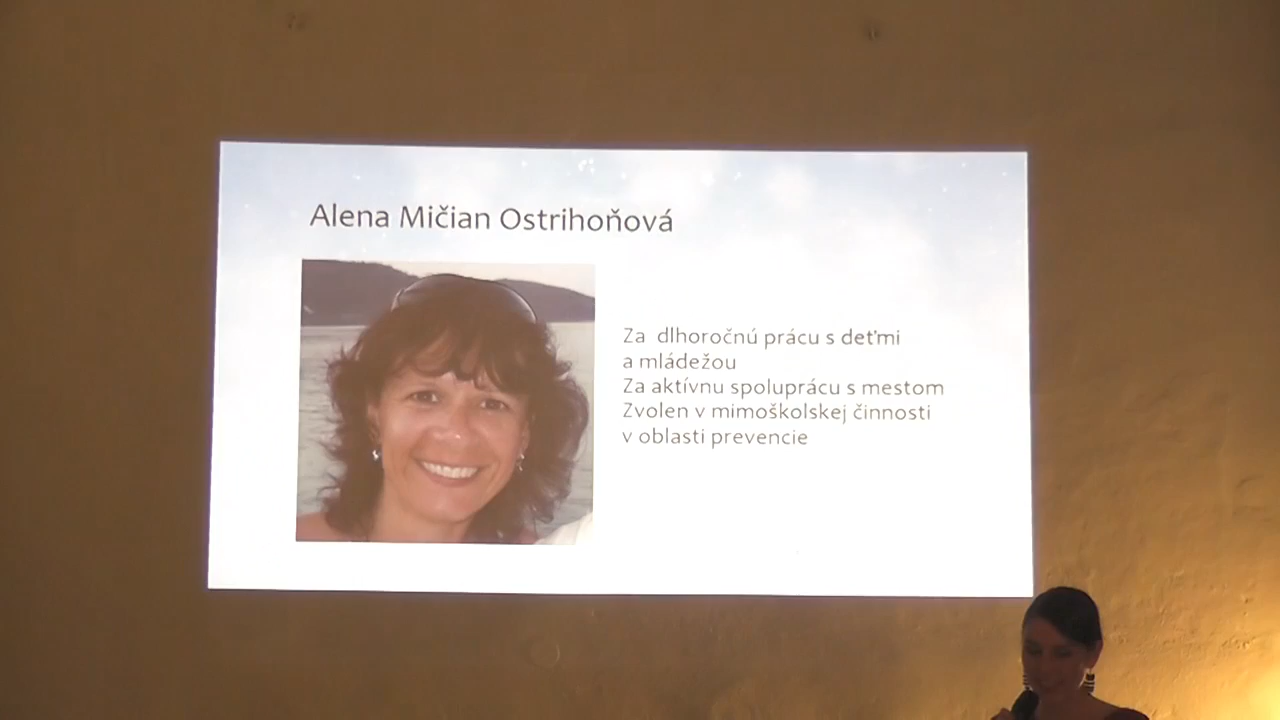 Alena Mičian Ostrihoňová
Za dlhoročnú prácu s deťmi
a mládežou
Za aktívnu spoluprácu s mestom
Zvolen v mimoškolskej činnosti
v oblasti prevencie